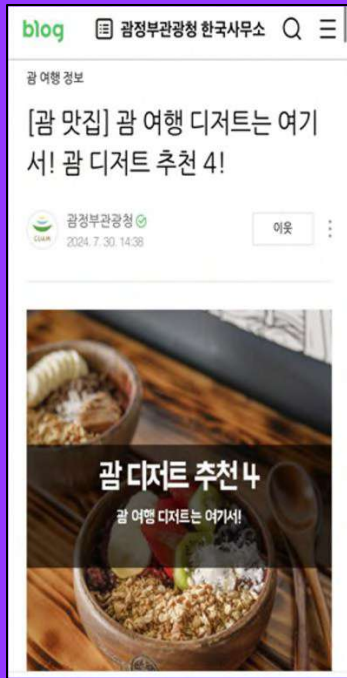 blog 괌정부관광청 한국사무소
괌 여행 정보
[괌 맛집] 괌 여행 디저트는 여기
서! 괌 디저트 추천 4!
괌정부관광청
2024. 7. 30. 14:38
이웃
GUAM
괌 디저트 추천 4
괌 여행 디저트는 여기서!